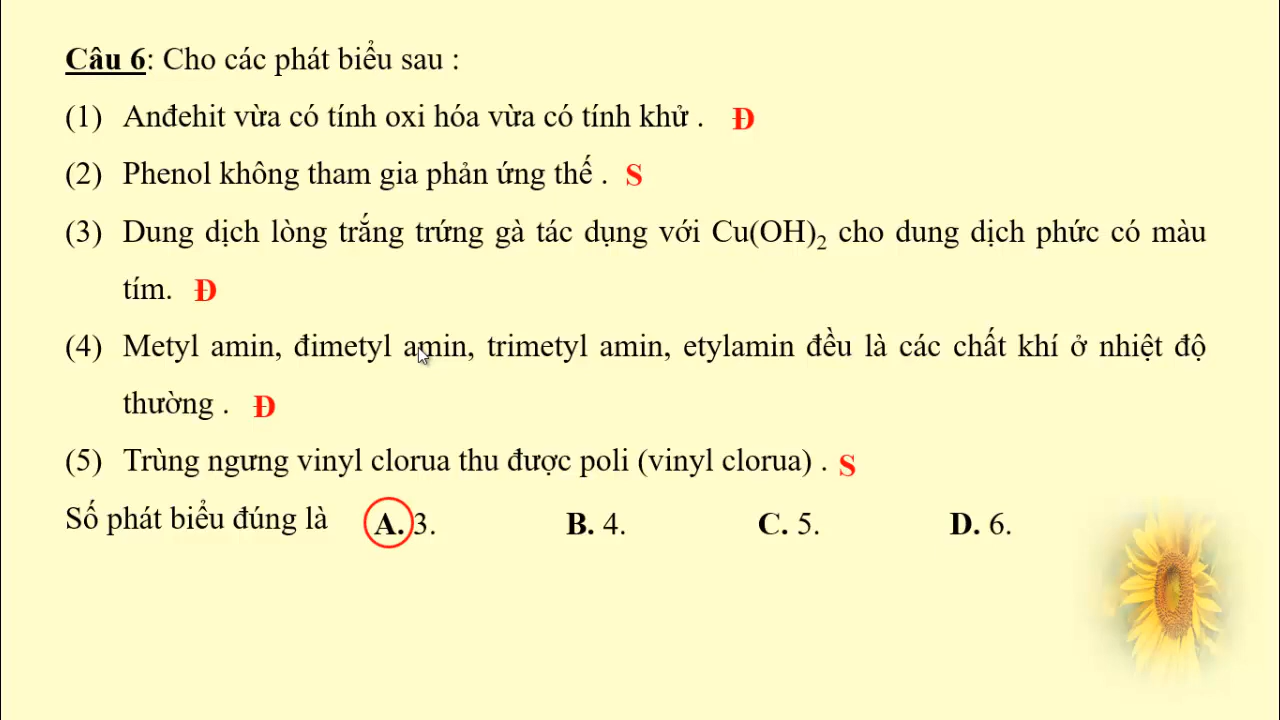 Câu 6: Cho các phát biểu sau :
(1) Anđehit vừa có tính oxi hóa vừa có tính khử . Đ
(2) Phenol không tham gia phản ứng thế . S
(3) Dung dịch lòng trắng trứng gà tác dụng với Cu(OH)₂ cho dung dịch phức có màu
tím. Đ
(4) Metyl amin, đimetyl amin, trimetyl amin, etylamin đều là các chất khí ở nhiệt độ
thường . Đ
(5) Trùng ngưng vinyl clorua thu được poli (vinyl clorua) . S
Số phát biểu đúng là A. 3. B. 4. C. 5. D. 6.